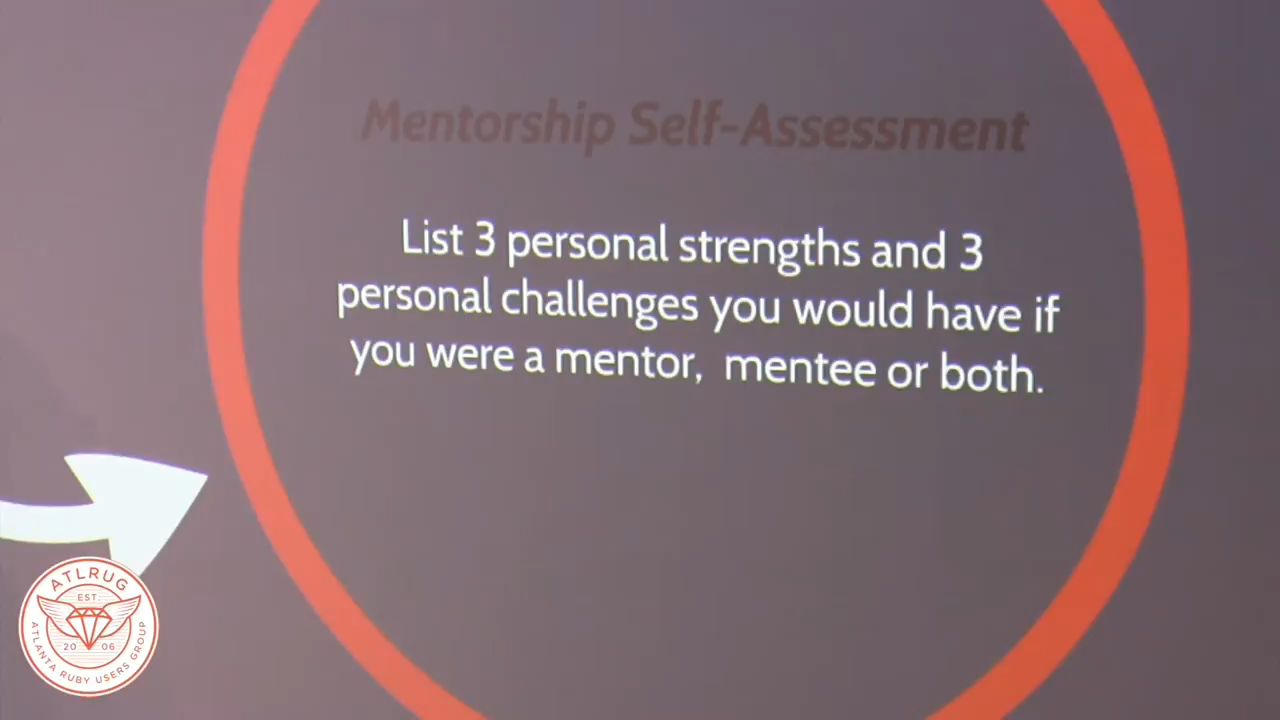 Mentorship Self-Assessment
List 3 personal strengths and 3
personal challenges you would have if
you were a mentor, mentee or both.
ATLRUG
EST.
20 06
ATLANTA RUBY USERS GROUP